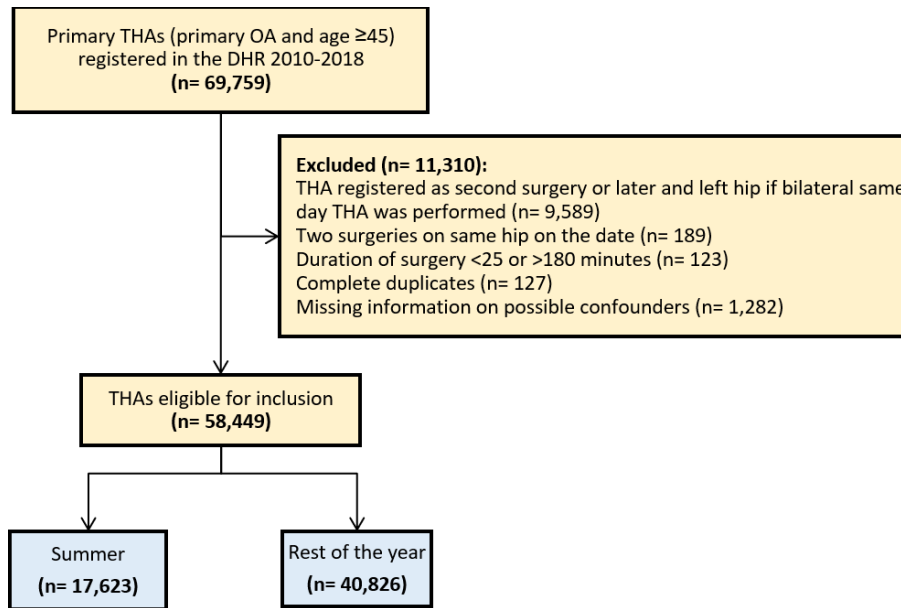 Primary THAs (primary OA and age ≥45)
registered in the DHR 2010-2018
(n= 69,759)
Excluded (n= 11,310):
THA registered as second surgery or later and left hip if bilateral same
day THA was performed (n= 9,589)
Two surgeries on same hip on the date (n= 189)
Duration of surgery <25 or >180 minutes (n= 123)
Complete duplicates (n= 127)
Missing information on possible confounders (n= 1,282)
THAs eligible for inclusion
(n= 58,449)
Summer
(n= 17,623)
Rest of the year
(n= 40,826)